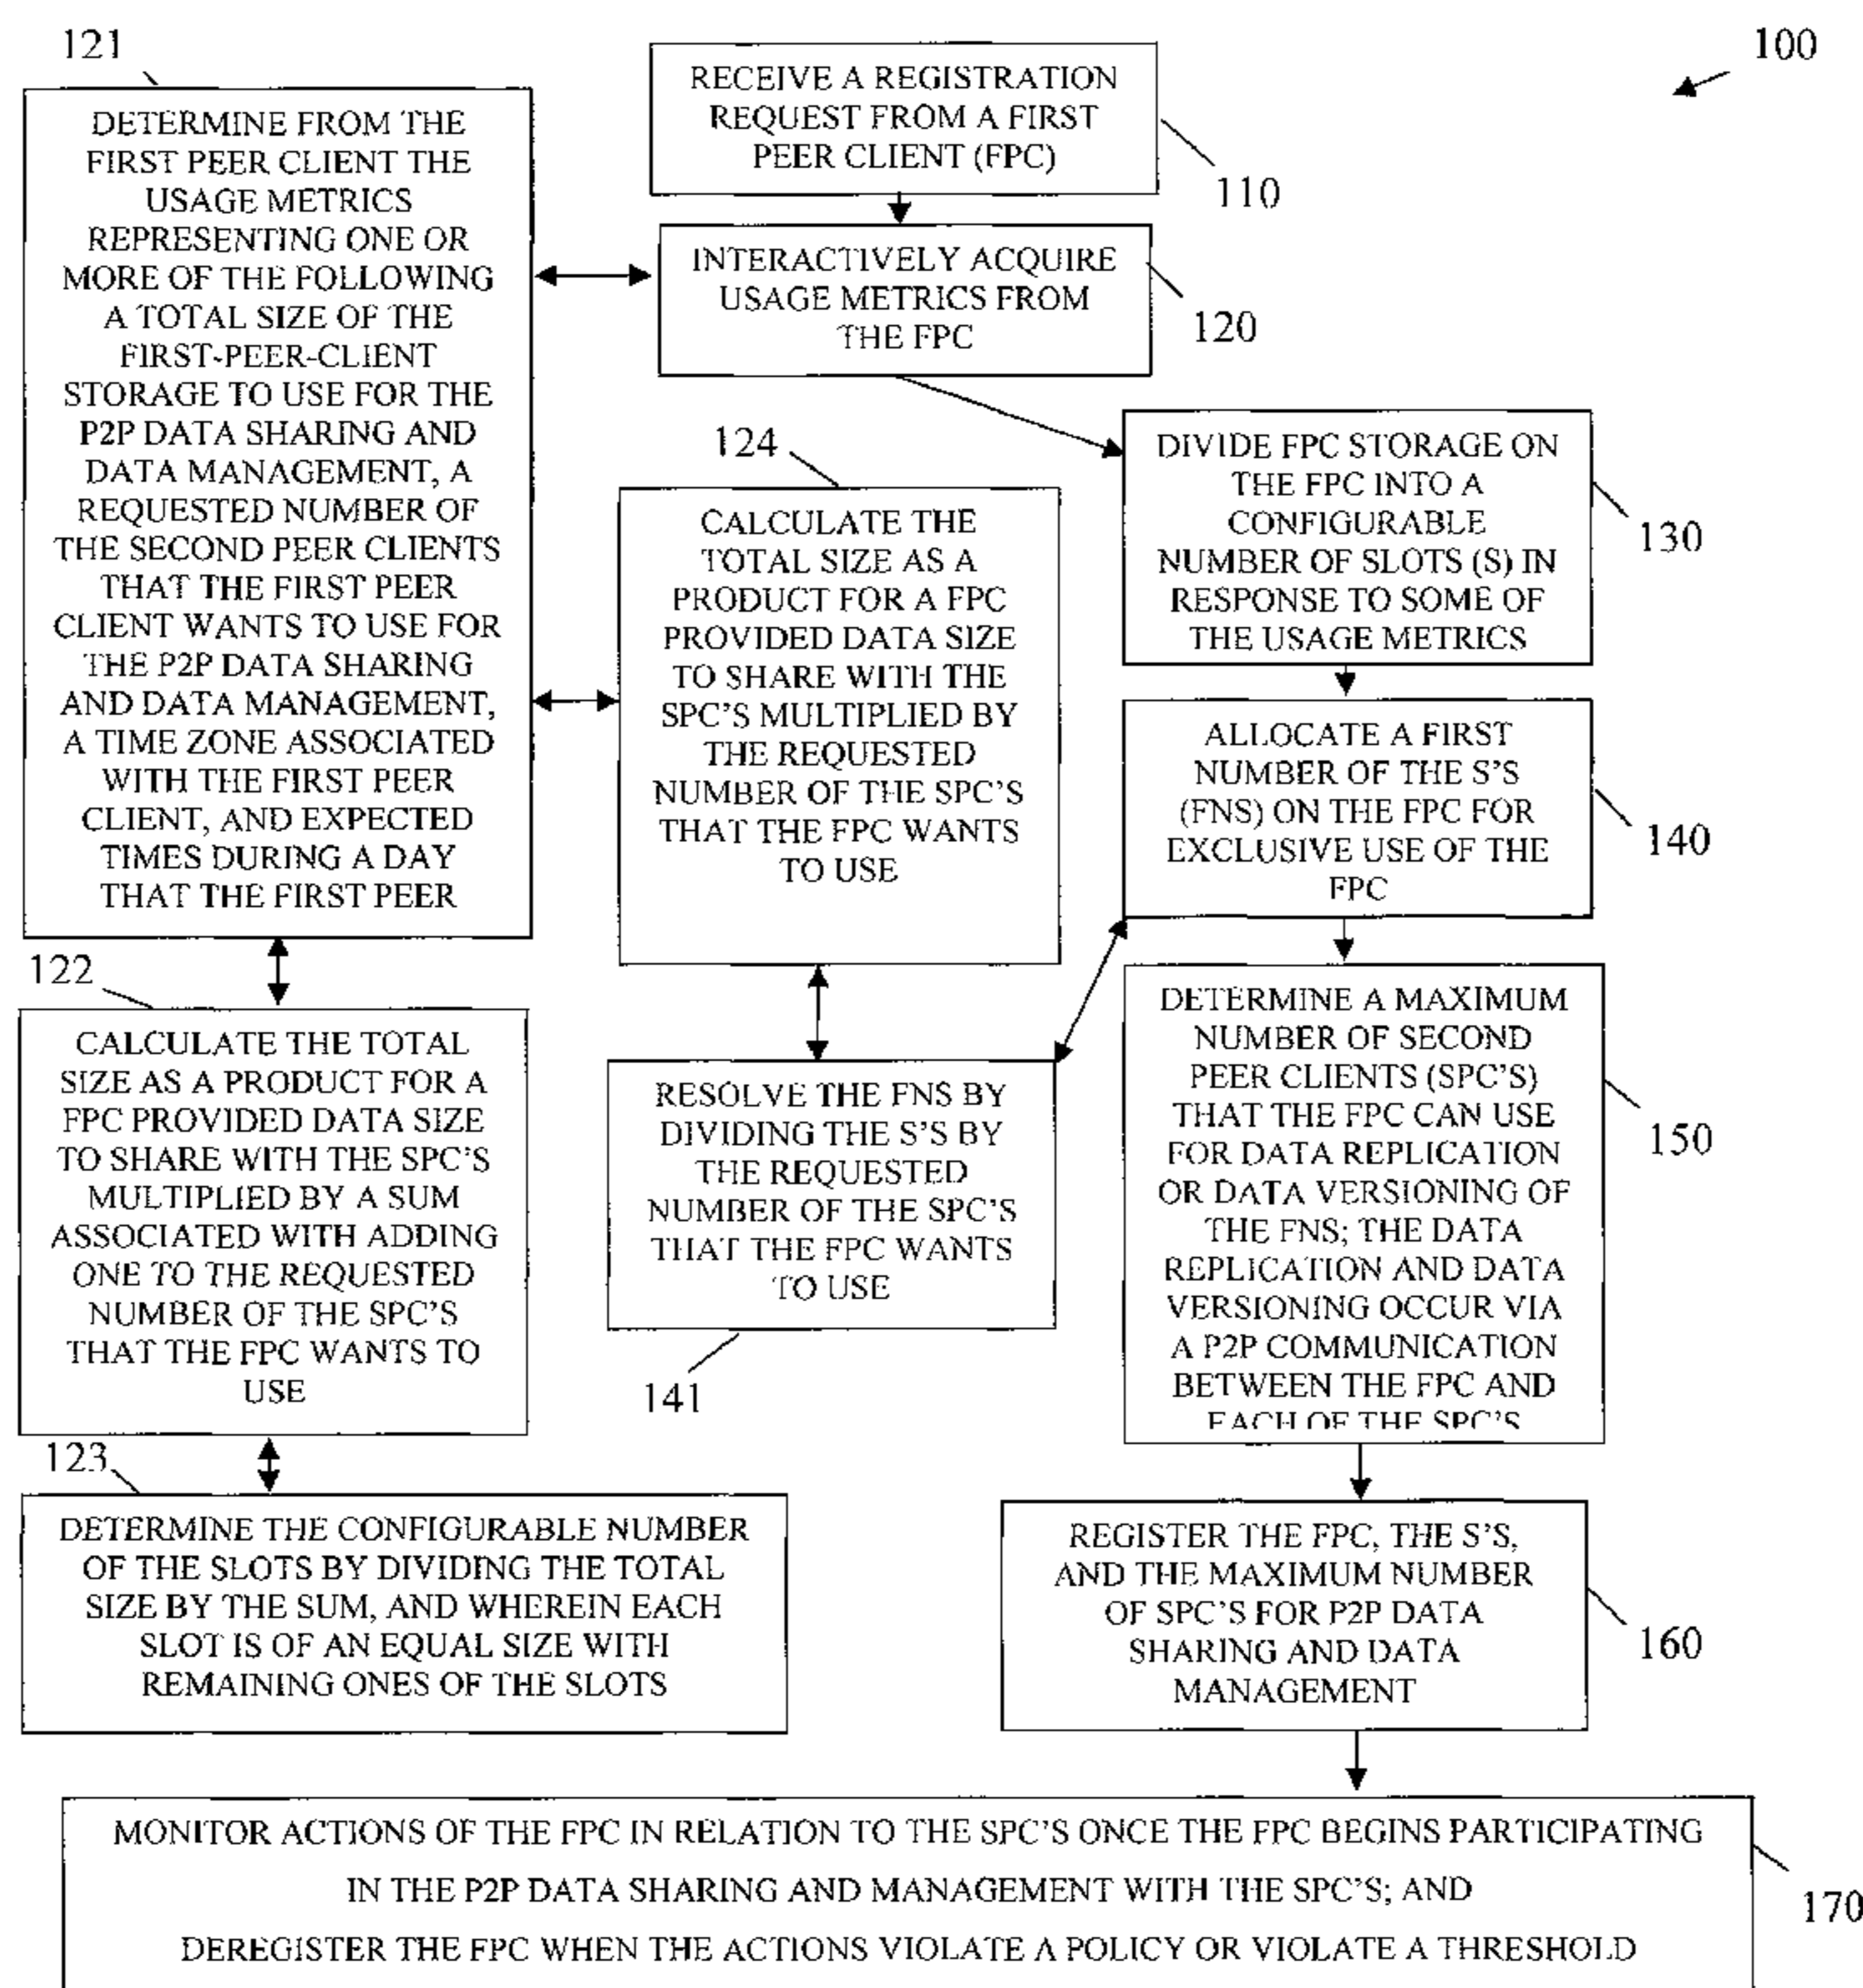 100
110
RECEIVE A REGISTRATION
REQUEST FROM A FIRST
PEER CLIENT (FPC)
120
INTERACTIVELY ACQUIRE
USAGE METRICS FROM
THE FPC
121
DETERMINE FROM THE
FIRST PEER CLIENT THE
USAGE METRICS
REPRESENTING ONE OR
MORE OF THE FOLLOWING
A TOTAL SIZE OF THE
FIRST-PEER-CLIENT
STORAGE TO USE FOR THE
P2P DATA SHARING AND
DATA MANAGEMENT, A
REQUESTED NUMBER OF
THE SECOND PEER CLIENTS
THAT THE FIRST PEER
CLIENT WANTS TO USE FOR
THE P2P DATA SHARING
AND DATA MANAGEMENT,
A TIME ZONE ASSOCIATED
WITH THE FIRST PEER
CLIENT, AND EXPECTED
TIMES DURING A DAY
THAT THE FIRST PEER
122
CALCULATE THE TOTAL
SIZE AS A PRODUCT FOR A
FPC PROVIDED DATA SIZE
TO SHARE WITH THE SPC'S
MULTIPLIED BY A SUM
ASSOCIATED WITH ADDING
ONE TO THE REQUESTED
NUMBER OF THE SPC'S
THAT THE FPC WANTS TO
USE
123
DETERMINE THE CONFIGURABLE NUMBER
OF THE SLOTS BY DIVIDING THE TOTAL
SIZE BY THE SUM, AND WHEREIN EACH
SLOT IS OF AN EQUAL SIZE WITH
REMAINING ONES OF THE SLOTS
124
CALCULATE THE
TOTAL SIZE AS A
PRODUCT FOR A FPC
PROVIDED DATA SIZE
TO SHARE WITH THE
SPC'S MULTIPLIED BY
THE REQUESTED
NUMBER OF THE SPC'S
THAT THE FPC WANTS
TO USE
141
RESOLVE THE FNS BY
DIVIDING THE S'S BY
THE REQUESTED
NUMBER OF THE SPC'S
THAT THE FPC WANTS
TO USE
130
DIVIDE FPC STORAGE ON
THE FPC INTO A
CONFIGURABLE
NUMBER OF SLOTS (S) IN
RESPONSE TO SOME OF
THE USAGE METRICS
140
ALLOCATE A FIRST
NUMBER OF THE S'S
(FNS) ON THE FPC FOR
EXCLUSIVE USE OF THE
FPC
150
DETERMINE A MAXIMUM
NUMBER OF SECOND
PEER CLIENTS (SPC'S)
THAT THE FPC CAN USE
FOR DATA REPLICATION
OR DATA VERSIONING OF
THE FNS; THE DATA
REPLICATION AND DATA
VERSIONING OCCUR VIA
A P2P COMMUNICATION
BETWEEN THE FPC AND
EACH OF THE SPC'S
160
REGISTER THE FPC, THE S'S,
AND THE MAXIMUM NUMBER
OF SPC'S FOR P2P DATA
SHARING AND DATA
MANAGEMENT
170
MONITOR ACTIONS OF THE FPC IN RELATION TO THE SPC'S ONCE THE FPC BEGINS PARTICIPATING
IN THE P2P DATA SHARING AND MANAGEMENT WITH THE SPC'S; AND
DEREGISTER THE FPC WHEN THE ACTIONS VIOLATE A POLICY OR VIOLATE A THRESHOLD